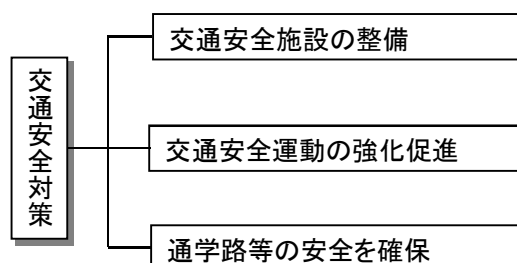 交通安全対策
交通安全施設の整備
交通安全運動の強化促進
通学路等の安全を確保